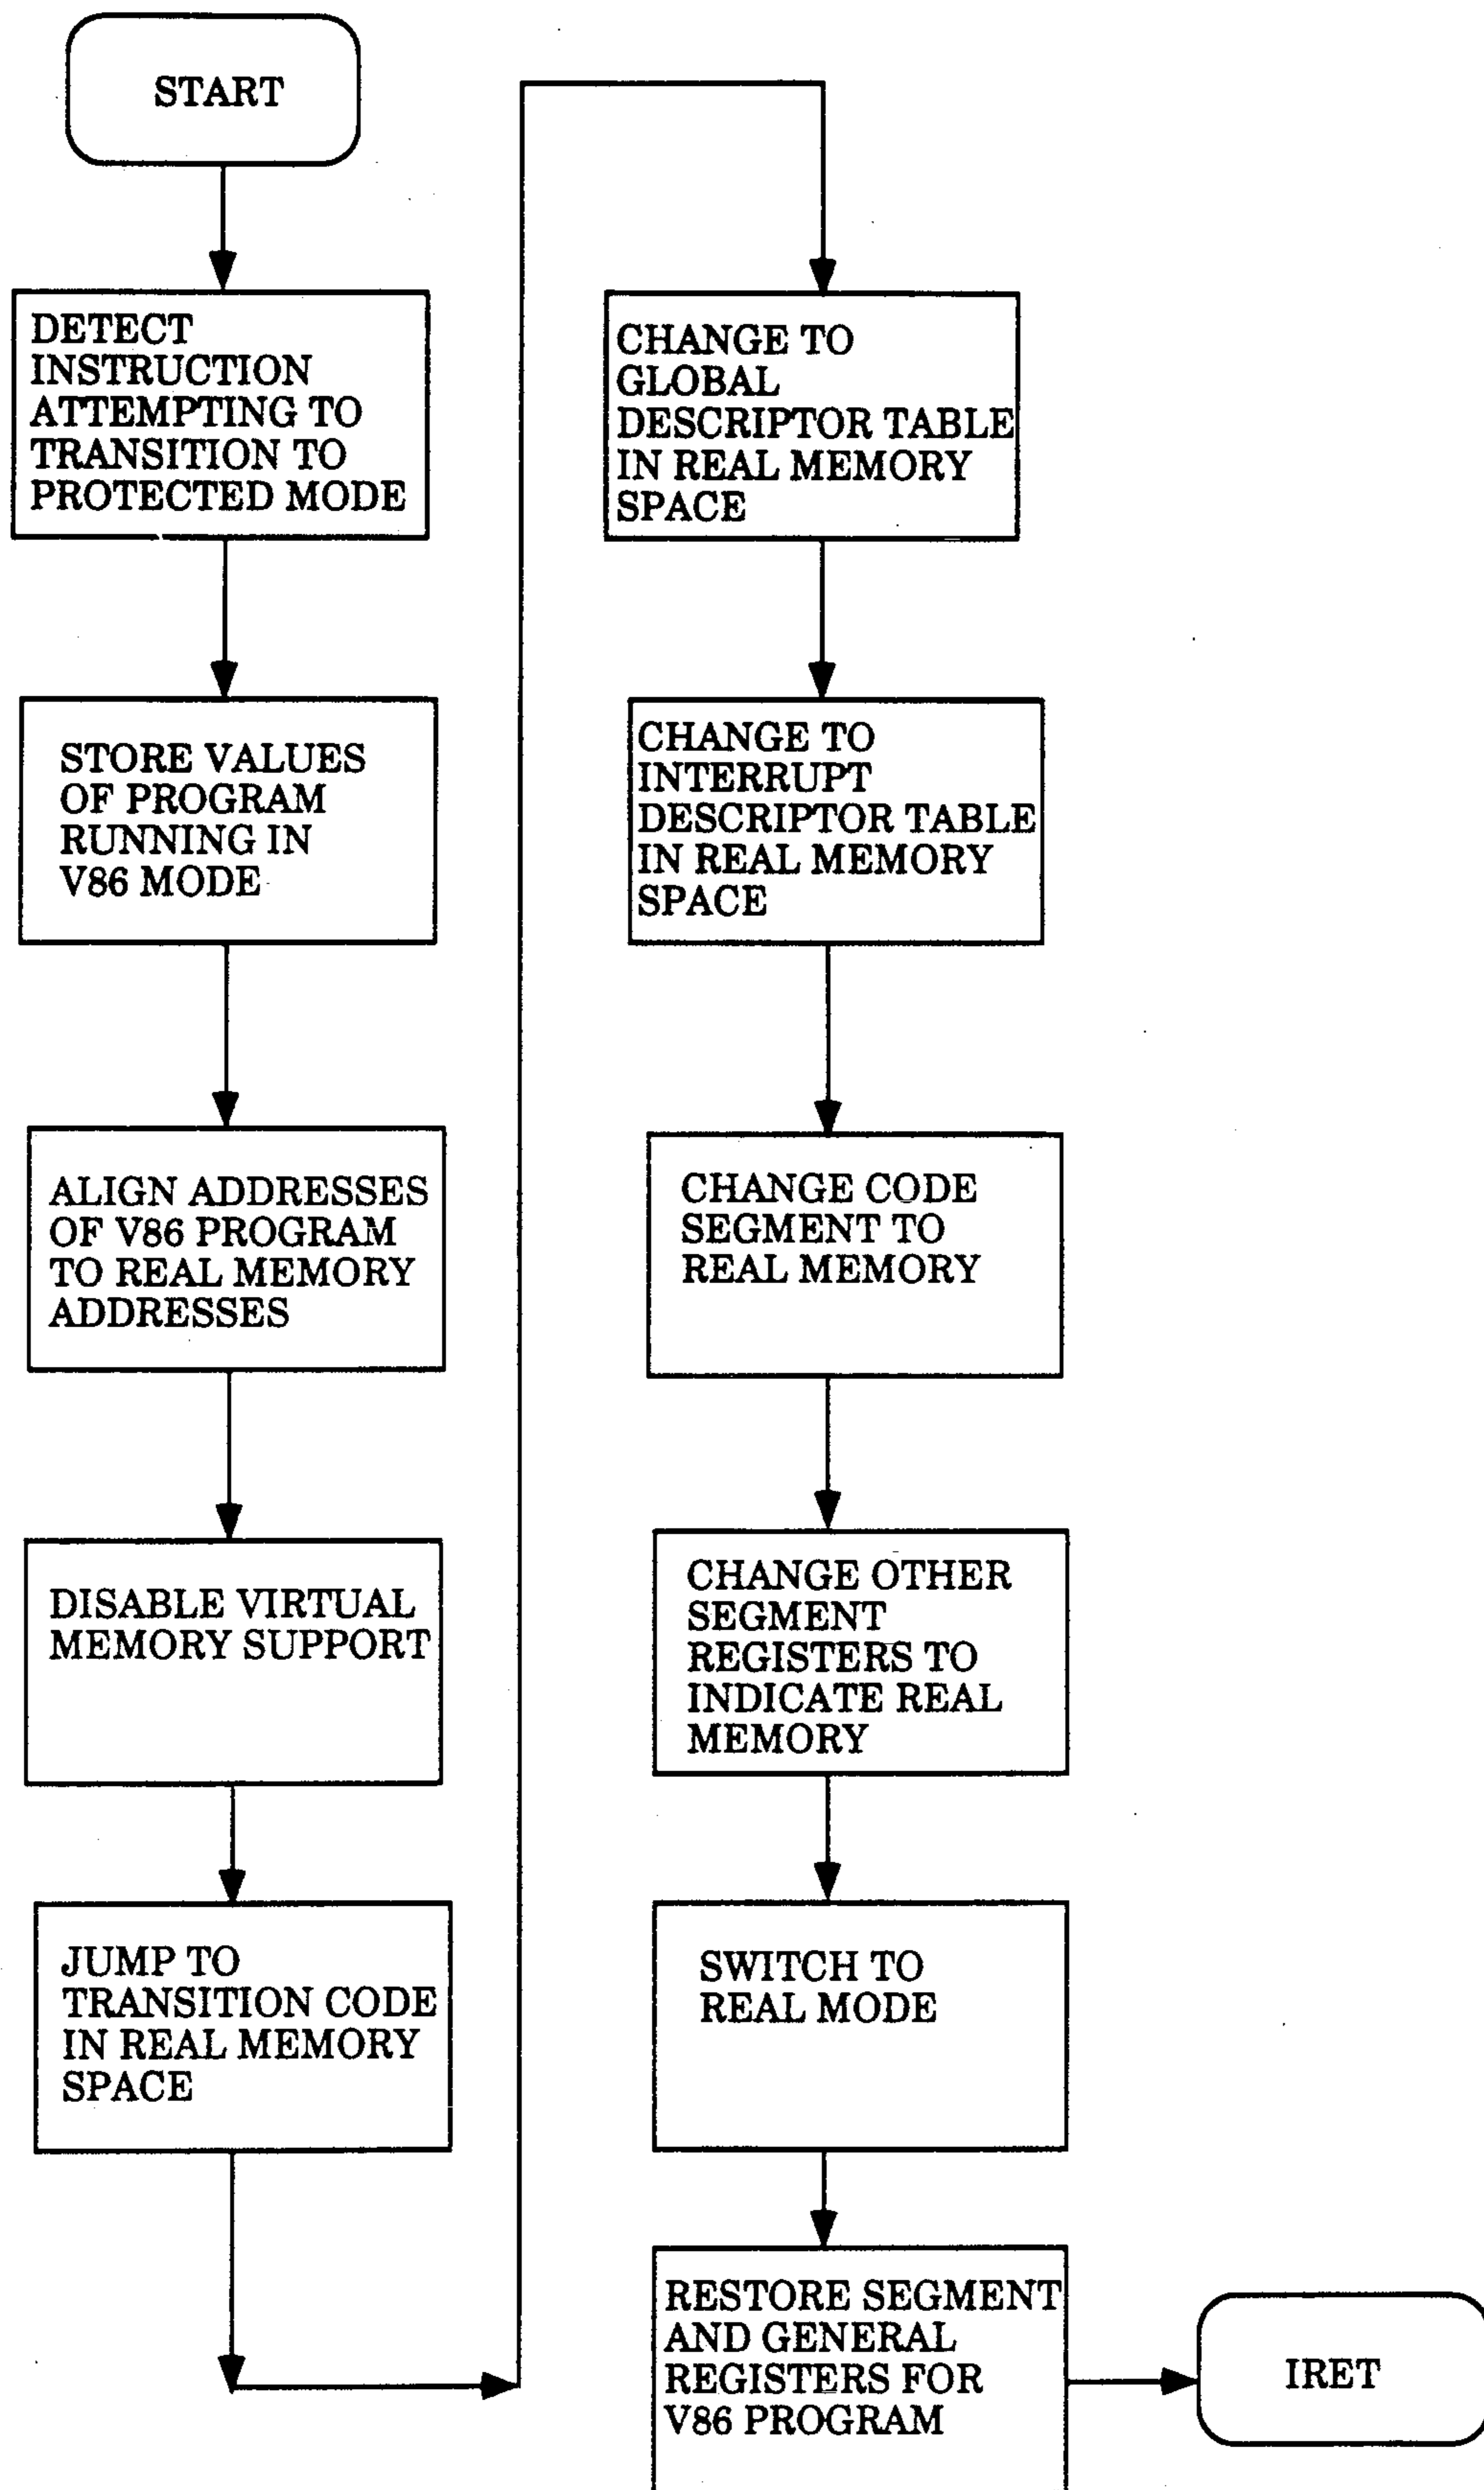 START
DETECT
INSTRUCTION
ATTEMPTING TO
TRANSITION TO
PROTECTED MODE
STORE VALUES
OF PROGRAM
RUNNING IN
V86 MODE
ALIGN ADDRESSES
OF V86 PROGRAM
TO REAL MEMORY
ADDRESSES
DISABLE VIRTUAL
MEMORY SUPPORT
JUMP TO
TRANSITION CODE
IN REAL MEMORY
SPACE
CHANGE TO
GLOBAL
DESCRIPTOR TABLE
IN REAL MEMORY
SPACE
CHANGE TO
INTERRUPT
DESCRIPTOR TABLE
IN REAL MEMORY
SPACE
CHANGE CODE
SEGMENT TO
REAL MEMORY
CHANGE OTHER
SEGMENT
REGISTERS TO
INDICATE REAL
MEMORY
SWITCH TO
REAL MODE
RESTORE SEGMENT
AND GENERAL
REGISTERS FOR
V86 PROGRAM
IRET